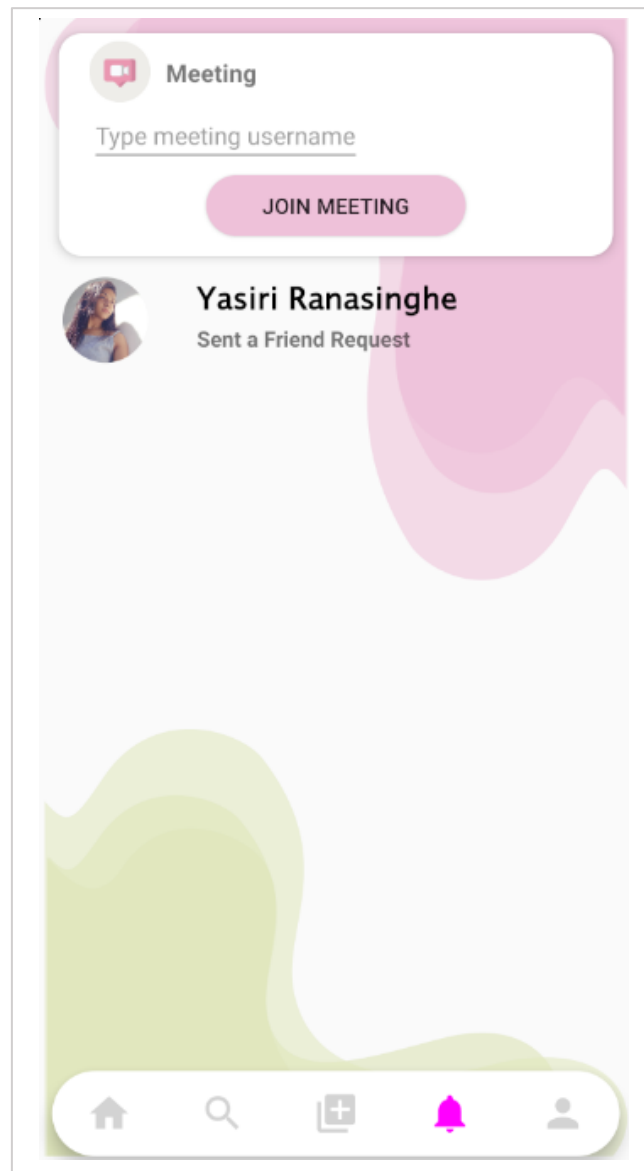 Meeting
Type meeting username
JOIN MEETING
Yasiri Ranasinghe
Sent a Friend Request